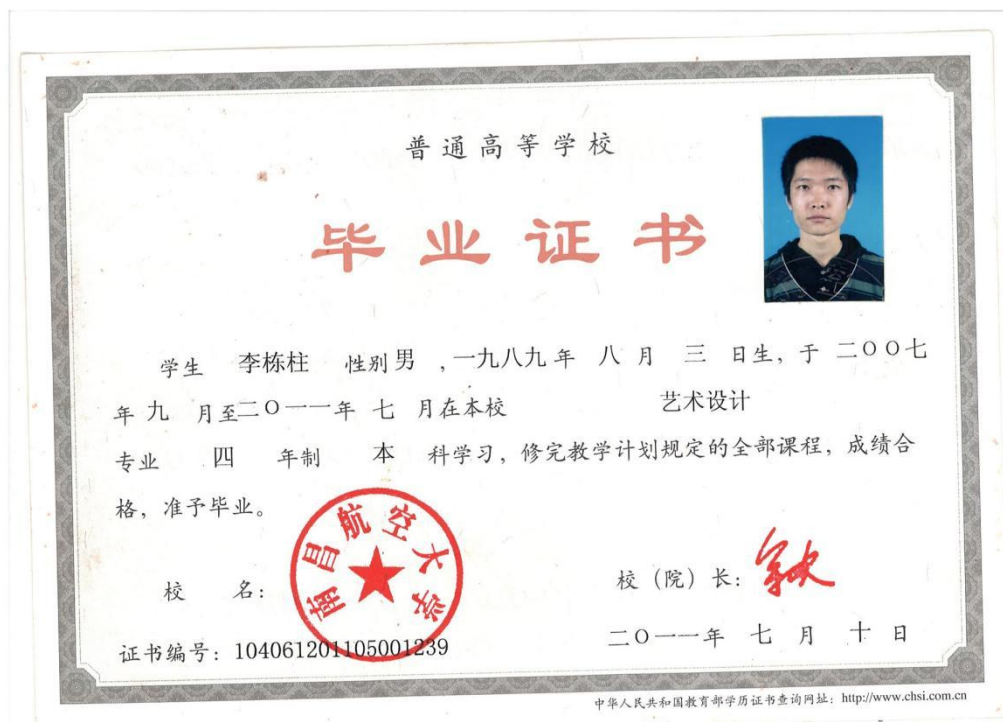 普通高等学校
毕业证书
学生 李栋柱 性别 男 ,一九八九 年 八 月 三 日生，于 二〇〇七
年 九 月至二〇一一年 七 月在本校 艺术设计
专业 四 年制 本 科学习，修完教学计划规定的全部课程，成绩合
格，准予毕业。
南昌航空大学
校 名：
校（院）长：
证书编号：104061201105001239
二〇一一年 七 月 十 日
中华人民共和国教育部学历证书查询网址：http://www.chsi.com.cn